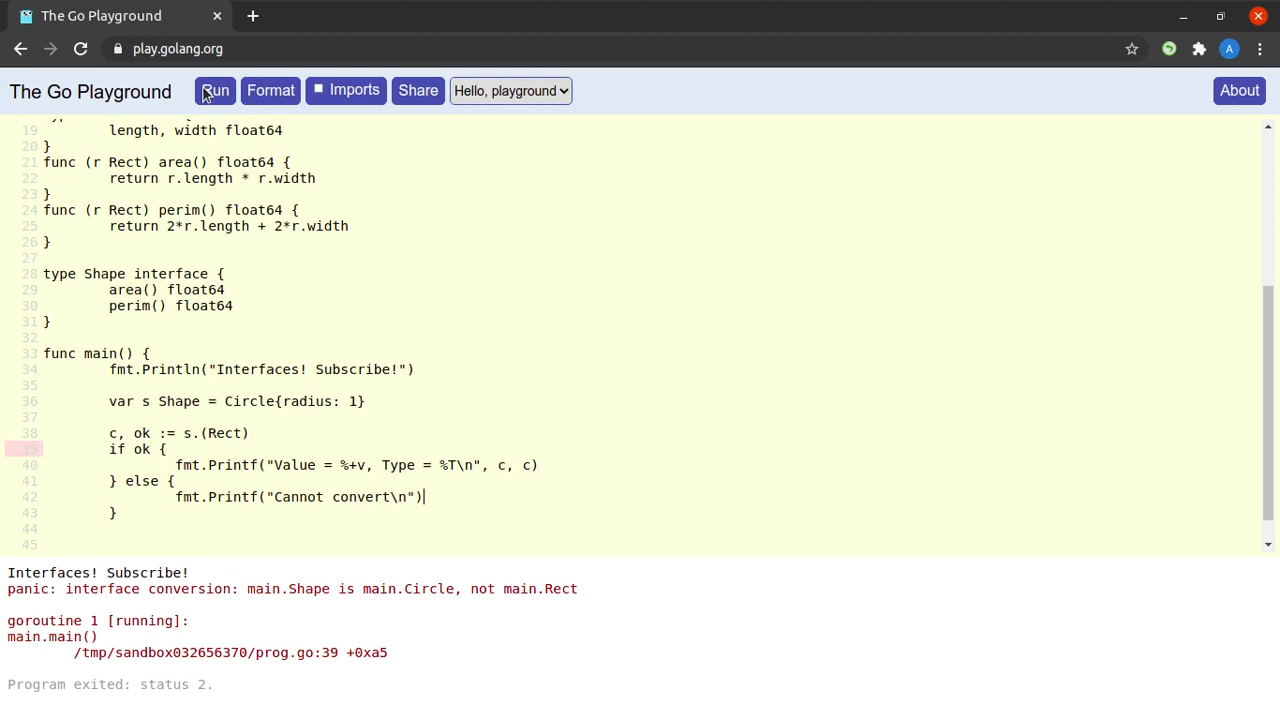 The Go Playground
play.golang.org
A
The Go Playground Run Format Imports Share Hello, playground About
19 length, width float64
20 }
21 func (r Rect) area() float64 {
22 return r.length * r.width
23 }
24 func (r Rect) perim() float64 {
25 return 2*r.length + 2*r.width
26 }
27
28 type Shape interface {
29 area() float64
30 perim() float64
31 }
32
33 func main() {
34 fmt.Println("Interfaces! Subscribe!")
35
36 var s Shape = Circle{radius: 1}
37
38 c, ok := s.(Rect)
39 if ok {
40 fmt.Printf("Value = %+v, Type = %T\n", c, c)
41 } else {
42 fmt.Printf("Cannot convert\n")
43 }
44
45
Interfaces! Subscribe!
panic: interface conversion: main.Shape is main.Circle, not main.Rect
goroutine 1 [running]:
main.main()
/tmp/sandbox032656370/prog.go:39 +0xa5
Program exited: status 2.